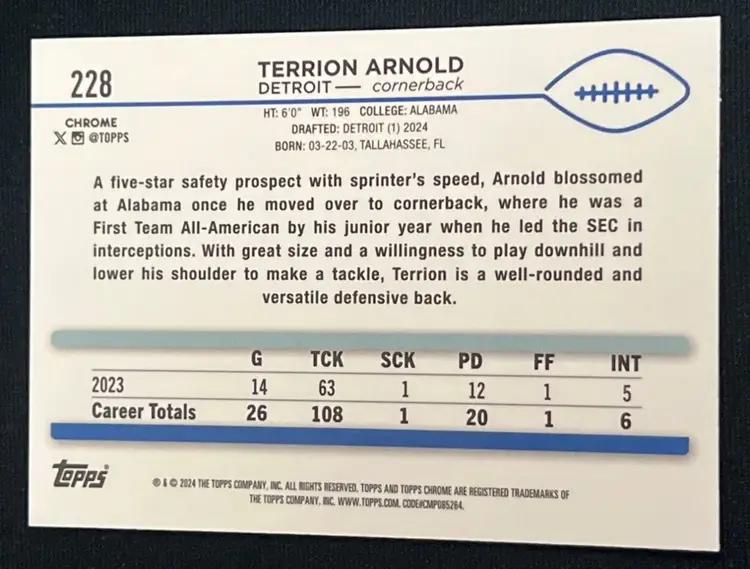 228
TERRION ARNOLD
DETROIT — cornerback
HT: 6'0" WT: 196 COLLEGE: ALABAMA
DRAFTED: DETROIT (1) 2024
BORN: 03-22-03, TALLAHASSEE, FL
CHROME
X @TOPPS
A five-star safety prospect with sprinter's speed, Arnold blossomed
at Alabama once he moved over to cornerback, where he was a
First Team All-American by his junior year when he led the SEC in
interceptions. With great size and a willingness to play downhill and
lower his shoulder to make a tackle, Terrion is a well-rounded and
versatile defensive back.
G TCK SCK PD FF INT
2023 14 63 1 12 1 5
Career Totals 26 108 1 20 1 6
Topps®
® & © 2024 THE TOPPS COMPANY, INC. ALL RIGHTS RESERVED. TOPPS AND TOPPS CHROME ARE REGISTERED TRADEMARKS OF
THE TOPPS COMPANY, INC. WWW.TOPPS.COM. CODE#CMP085264.